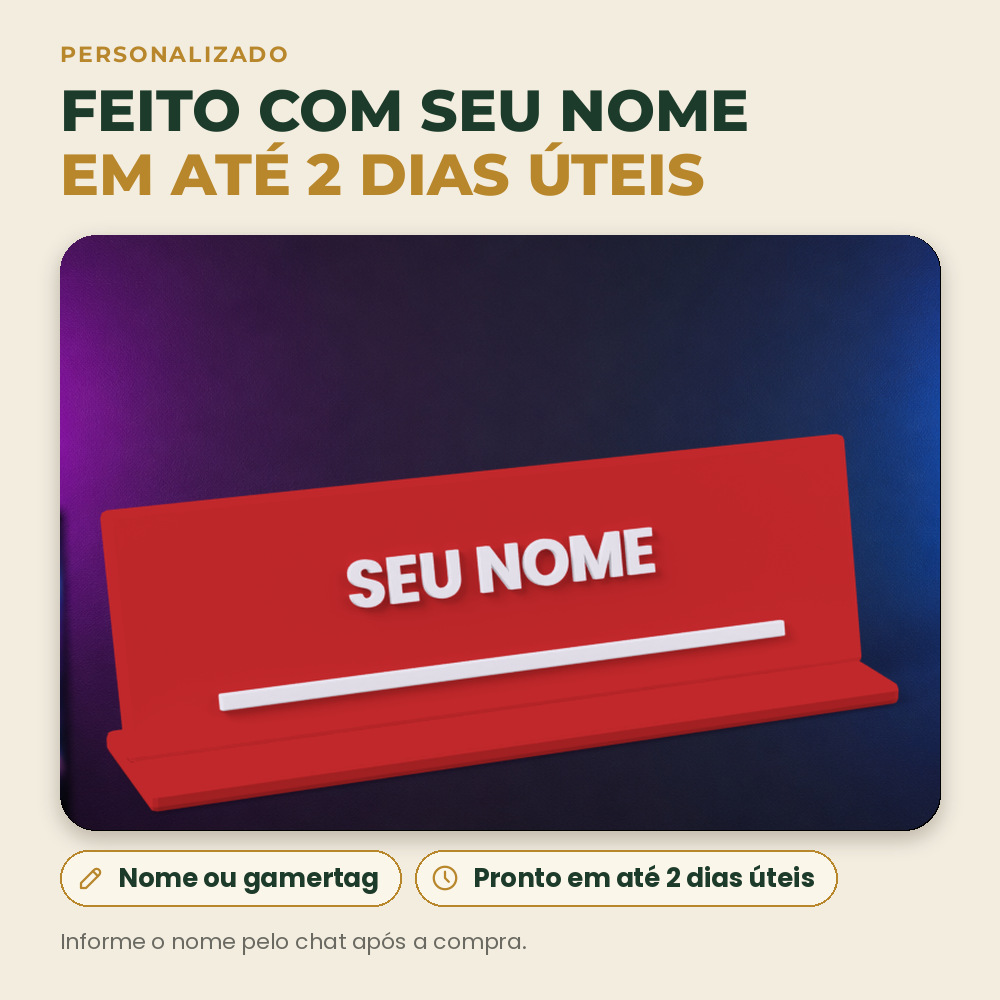 PERSONALIZADO
FEITO COM SEU NOME
EM ATÉ 2 DIAS ÚTEIS
SEU NOME
Nome ou gamertag
Pronto em até 2 dias úteis
Informe o nome pelo chat após a compra.